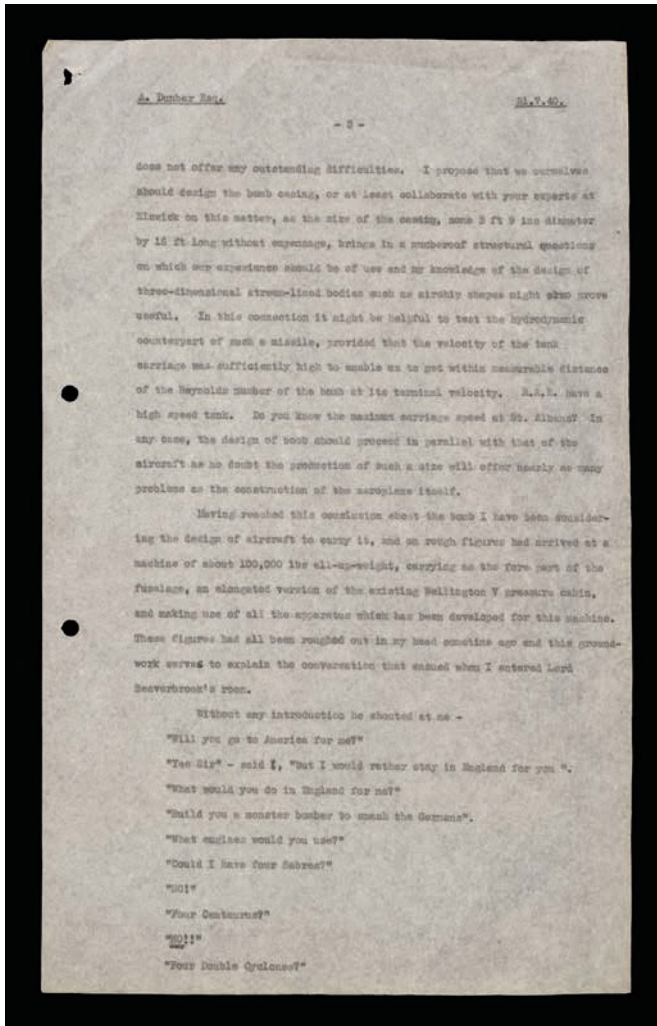 A. Dunbar Esq. 21.7.40.
- 2 -
does not offer any outstanding difficulties. I propose that we ourselves
should design the bomb casing, or at least collaborate with your experts at
Elswick on this matter, as the size of the casing, some 3 ft 9 ins diameter
by 16 ft long without empennage, brings in a numberof structural questions
on which our experience should be of use and my knowledge of the design of
three-dimensional stream-lined bodies such as airship shapes might also prove
useful. In this connection it might be helpful to test the hydrodynamic
counterpart of such a missile, provided that the velocity of the tank
carriage was sufficiently high to enable us to get within measurable distance
of the Reynolds number of the bomb at its terminal velocity. R.A.E. have a
high speed tank. Do you know the maximum carriage speed at St. Albans? In
any case, the design of bomb should proceed in parallel with that of the
aircraft as no doubt the production of such a size will offer nearly as many
problems as the construction of the aeroplane itself.
Having reached this conclusion about the bomb I have been consider-
ing the design of aircraft to carry it, and on rough figures had arrived at a
machine of about 100,000 lbs all-up-weight, carrying as the fore part of the
fuselage, an elongated version of the existing Wellington V pressure cabin,
and making use of all the apparatus which has been developed for this machine.
These figures had all been roughed out in my head sometime ago and this ground-
work serves to explain the conversation that ensued when I entered Lord
Beaverbrook's room.
Without any introduction he shouted at me -
"Will you go to America for me?"
"Yes Sir" - said I, "but I would rather stay in England for you ".
"What would you do in England for me?"
"Build you a monster bomber to smash the Germans".
"What engines would you use?"
"Could I have four Sabres?"
"NO!"
"Four Centaurus?"
"NO!!"
"Four Double Cyclones?"